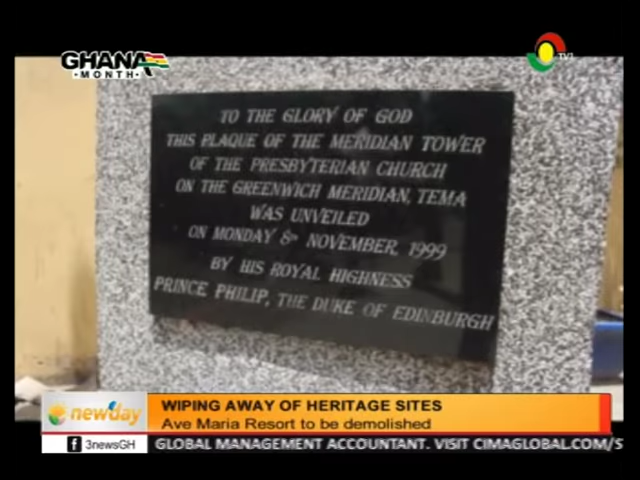 GHANA
MONTH
TV3
TO THE GLORY OF GOD
THIS PLAQUE OF THE MERIDIAN TOWER
OF THE PRESBYTERIAN CHURCH
ON THE GREENWICH MERIDIAN, TEMA
WAS UNVEILED
ON MONDAY 8th NOVEMBER, 1999
BY HIS ROYAL HIGHNESS
PRINCE PHILIP, THE DUKE OF EDINBURGH
newday
WIPING AWAY OF HERITAGE SITES
Ave Maria Resort to be demolished
f 3newsGH
GLOBAL MANAGEMENT ACCOUNTANT. VISIT CIMAGLOBAL.COM/S